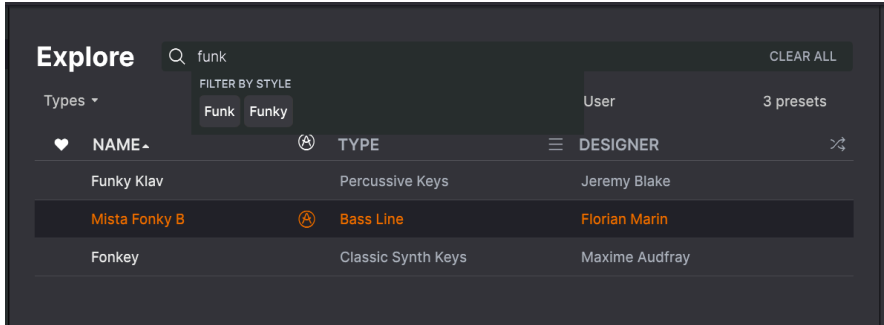 Explore funk CLEAR ALL
FILTER BY STYLE
Types User 3 presets
Funk Funky
NAME TYPE DESIGNER
Funky Klav Percussive Keys Jeremy Blake
Mista Fonky B Bass Line Florian Marin
Fonkey Classic Synth Keys Maxime Audfray